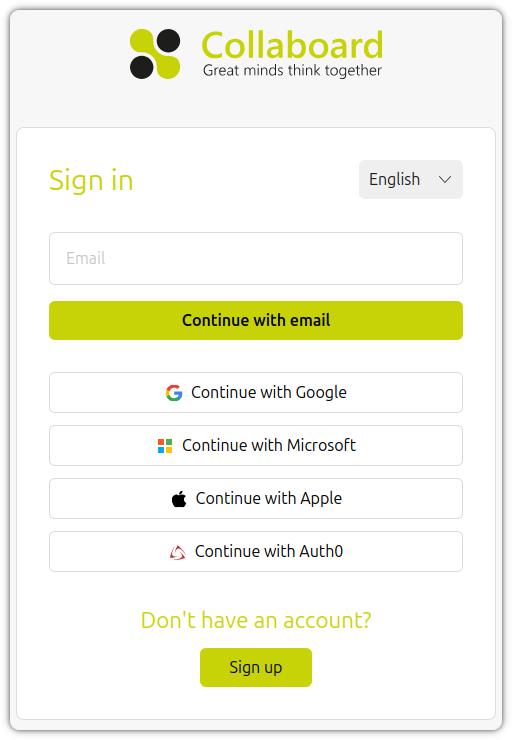 Collaboard
Great minds think together
Sign in
English
Email
Continue with email
Continue with Google
Continue with Microsoft
Continue with Apple
Continue with Auth0
Don't have an account?
Sign up